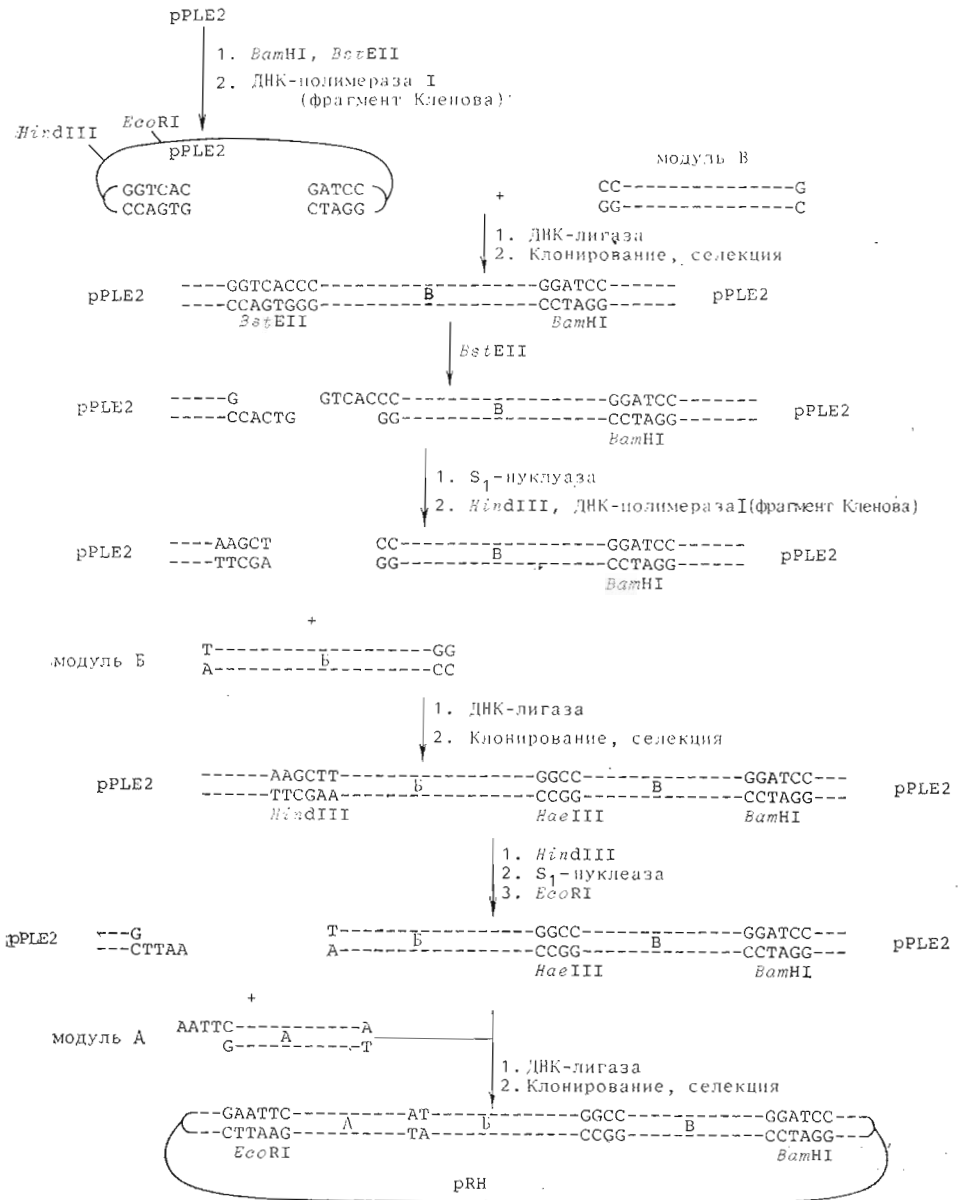 pPLE2
1. BamHI, BstEII
2. ДНК-полимераза I
(фрагмент Кленова)
HindIII EcoRI
pPLE2
модуль В
GGTCAC GATCC
CCAGTG CTAGG
+
CC----------------G
GG----------------C
1. ДНК-лигаза
2. Клонирование, селекция
pPLE2 ----GGTCACCC------------------GGATCC------ pPLE2
В
----CCAGTGGG------------------CCTAGG------
BstEII BamHI
BstEII
pPLE2 -----G GTCACCC------------------GGATCC------- pPLE2
В
-----CCACTG GG------------------CCTAGG-------
BamHI
1. S1-нуклуаза
2. HindIII, ДНК-полимеразаI(фрагмент Кленова)
pPLE2 ----AAGCT CC------------------GGATCC------ pPLE2
В
----TTCGA GG------------------CCTAGG------
BamHI
+
модуль Б
T-------------------GG
Б
A-------------------CC
1. ДНК-лигаза
2. Клонирование, селекция
pPLE2 ------AAGCTT-----------------GGCC-------------GGATCC--- pPLE2
Б В
------TTCGAA-----------------CCGG-------------CCTAGG---
HindIII HaeIII BamHI
1. HindIII
2. S1-нуклеаза
3. EcoRI
pPLE2 ---G T-----------------GGCC-------------GGATCC--- pPLE2
Б В
---CTTAA A-----------------CCGG-------------CCTAGG---
HaeIII BamHI
+
модуль А
AATTC-----------A
А
G-----------T
1. ДНК-лигаза
2. Клонирование, селекция
---GAATTC---------AT-------------GGCC------------GGATCC---
А Б В
---CTTAAG---------TA-------------CCGG------------CCTAGG---
EcoRI BamHI
pRH